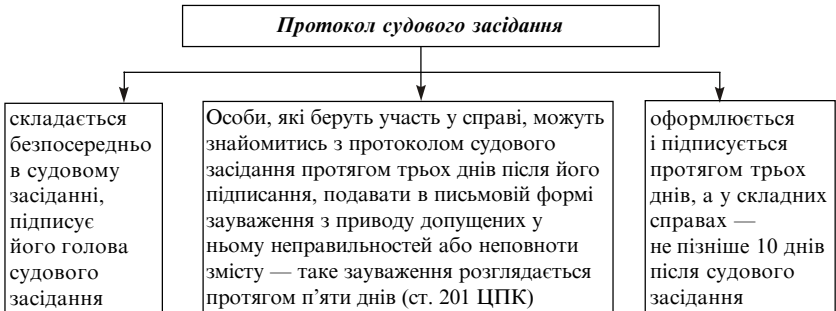 Протокол судового засідання
складається
безпосередньо
в судовому
засіданні,
підписує
його голова
судового
засідання
Особи, які беруть участь у справі, можуть
знайомитись з протоколом судового
засідання протягом трьох днів після його
підписання, подавати в письмовій формі
зауваження з приводу допущених у
ньому неправильностей або неповноти
змісту — таке зауваження розглядається
протягом п’яти днів (ст. 201 ЦПК)
оформлюється
і підписується
протягом трьох
днів, а у складних
справах —
не пізніше 10 днів
після судового
засідання